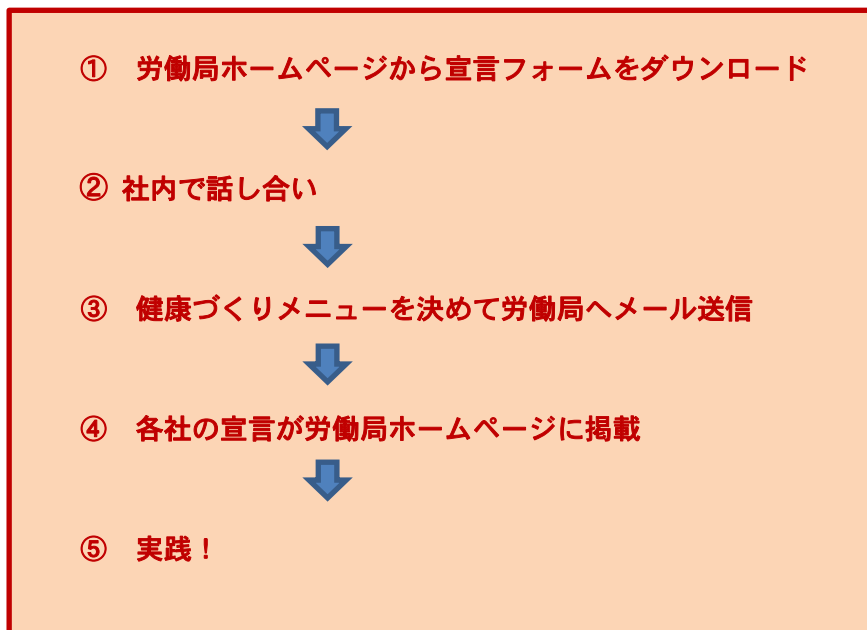 ① 労働局ホームページから宣言フォームをダウンロード
② 社内で話し合い
③ 健康づくりメニューを決めて労働局へメール送信
④ 各社の宣言が労働局ホームページに掲載
⑤ 実践！